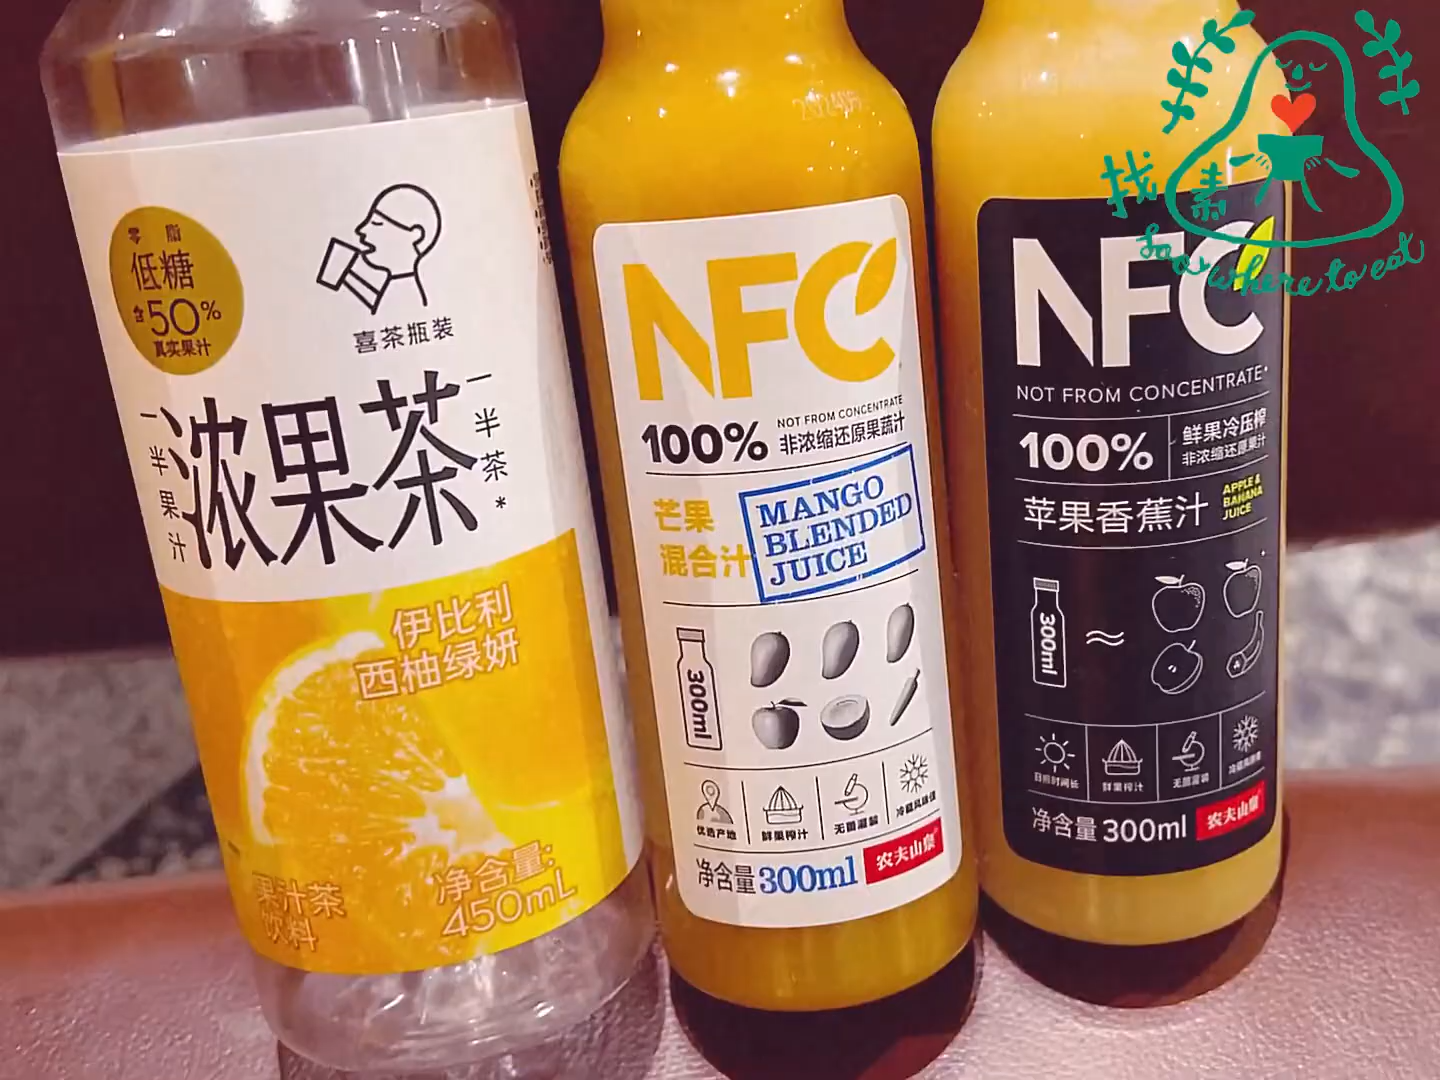 零 脂
低糖
含50%
真实果汁
喜茶瓶装
浓果茶
一半果汁
一半茶*
伊比利
西柚绿妍
果汁茶
饮料
净含量:
450mL
NFC
NOT FROM CONCENTRATE
100% 非浓缩还原果蔬汁
芒果
混合汁
MANGO
BLENDED
JUICE
300ml
优选产地 鲜果榨汁 无菌灌装 冷藏风味佳
净含量300ml 农夫山泉
NFC
NOT FROM CONCENTRATE
100% 鲜果冷压榨
非浓缩还原果汁
苹果香蕉汁
APPLE &
BANANA
JUICE
300ml ≈
日照时间长 鲜果榨汁 无菌灌装 冷藏风味佳
净含量300ml 农夫山泉
找素
where to eat